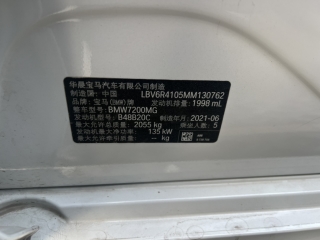 华晨宝马汽车有限公司制造
制造国: 中国 LBV6R4105MM130762
品牌: 宝马(BMW)牌 发动机排量: 1998 mL
整车型号: BMW7200MG
发动机型号: B48B20C 制造年月: 2021-06
最大允许总质量: 2055 kg 乘坐人数: 5
发动机最大净功率: 135 kW
-- kg